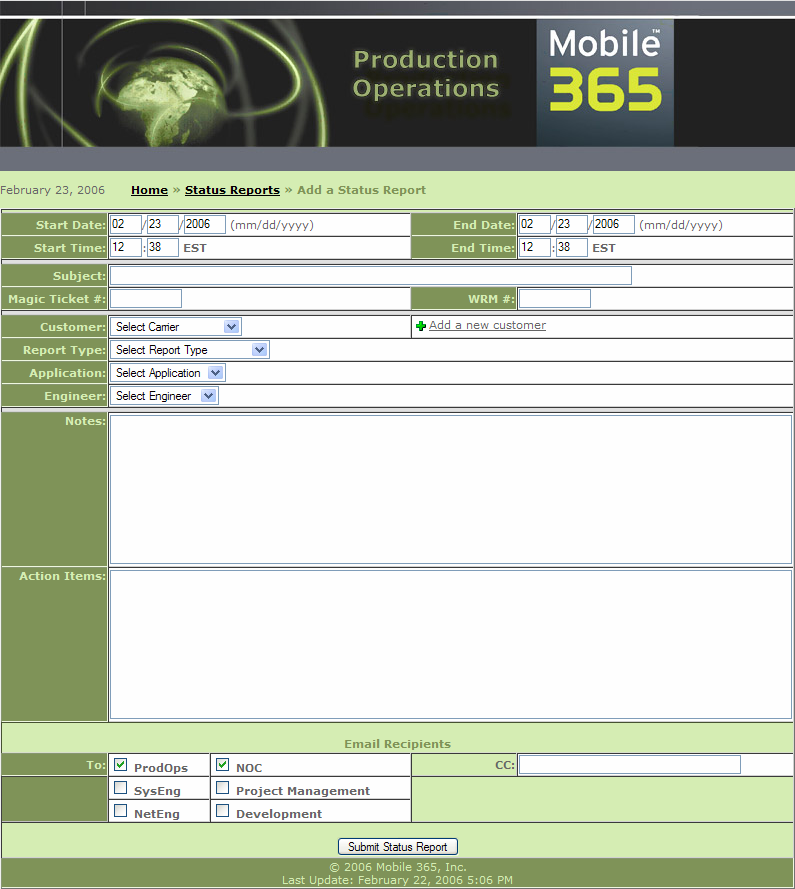 Production
Operations
Mobile™
365
February 23, 2006 Home » Status Reports » Add a Status Report
Start Date: 02 / 23 / 2006 (mm/dd/yyyy) End Date: 02 / 23 / 2006 (mm/dd/yyyy)
Start Time: 12 : 38 EST End Time: 12 : 38 EST
Subject:
Magic Ticket #: WRM #:
Customer: Select Carrier Add a new customer
Report Type: Select Report Type
Application: Select Application
Engineer: Select Engineer
Notes:
Action Items:
Email Recipients
To: ProdOps NOC CC:
SysEng Project Management
NetEng Development
Submit Status Report
© 2006 Mobile 365, Inc.
Last Update: February 22, 2006 5:06 PM